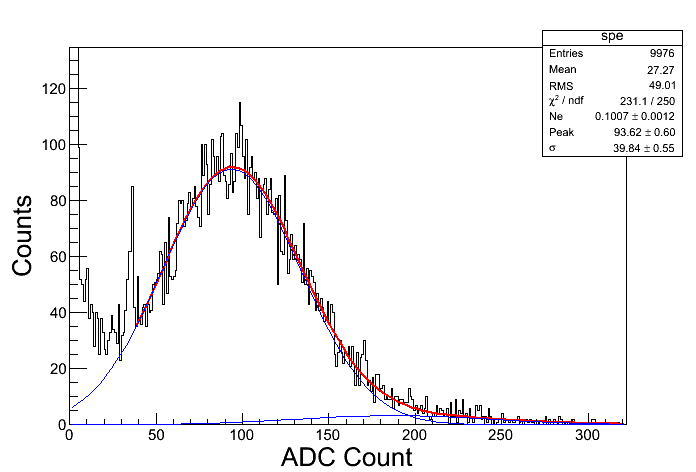 spe
Entries 9976
Mean 27.27
RMS 49.01
χ² / ndf 231.1 / 250
Ne 0.1007 ± 0.0012
Peak 93.62 ± 0.60
σ 39.84 ± 0.55
Counts
120
100
80
60
40
20
0
0 50 100 150 200 250 300
ADC Count